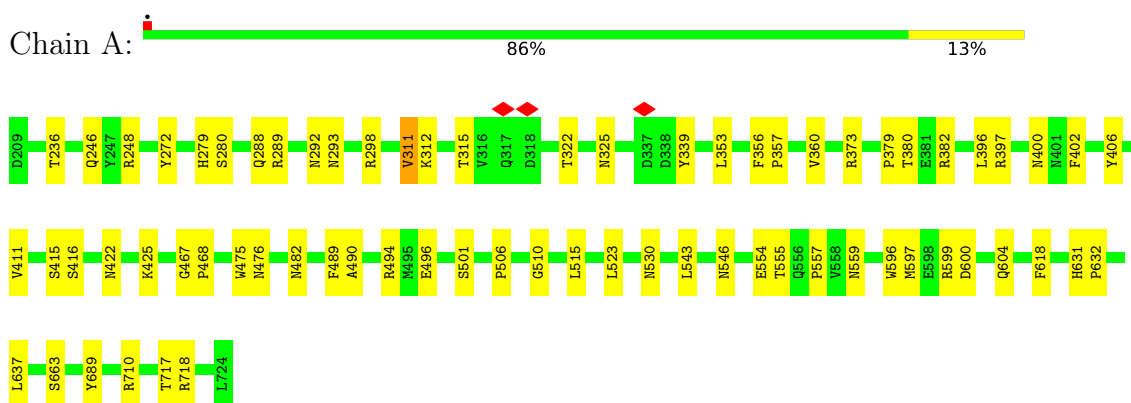 Chain A:
86% 13%
D209 T236 Q246 Y247 R248 Y272 H279 S280 Q288 R289 N292 N293 R298 V311 K312 T315 V316 Q317 D318 T322 N325 D337 D338 Y339 L353 F356 P357 V360 R373 P379 T380 E381 R382 L396 R397 N400 N401 F402 Y406
V411 S415 S416 N422 K425 G467 P468 W475 N476 N482 F489 A490 R494 M495 E496 S501 P506 G510 L515 L523 N530 L543 N546 E554 T555 Q556 P557 V558 N559 W596 M597 E598 R599 D600 Q604 F618 H631 P632
L637 S663 Y689 R710 T717 R718 L724